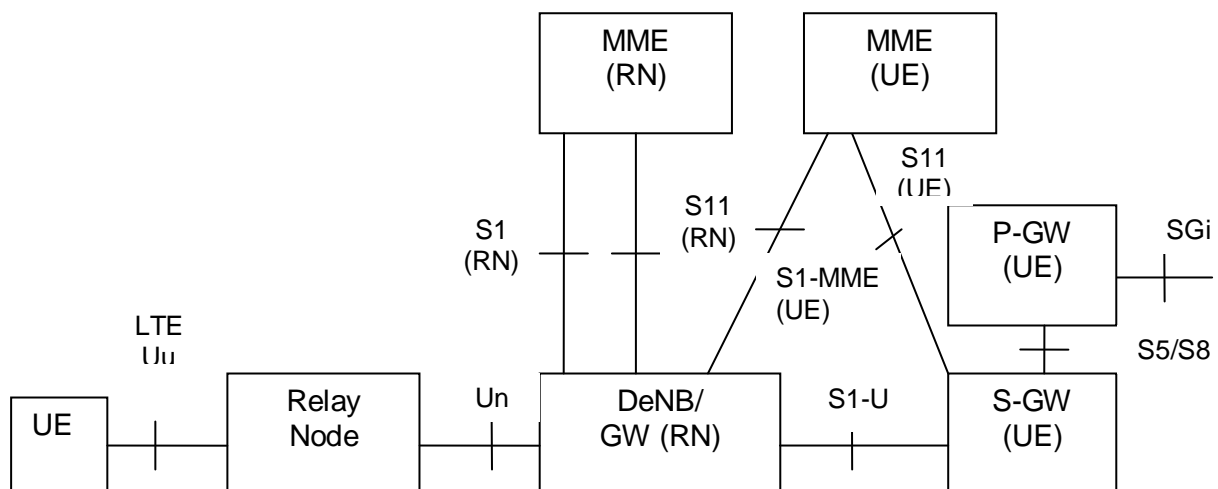 MME
(RN)
MME
(UE)
S11
(UE)
S1
(RN)
S11
(RN)
S1-MME
(UE)
P-GW
(UE)
SGi
S5/S8
LTE
Uu
UE
Relay
Node
Un
DeNB/
GW (RN)
S1-U
S-GW
(UE)